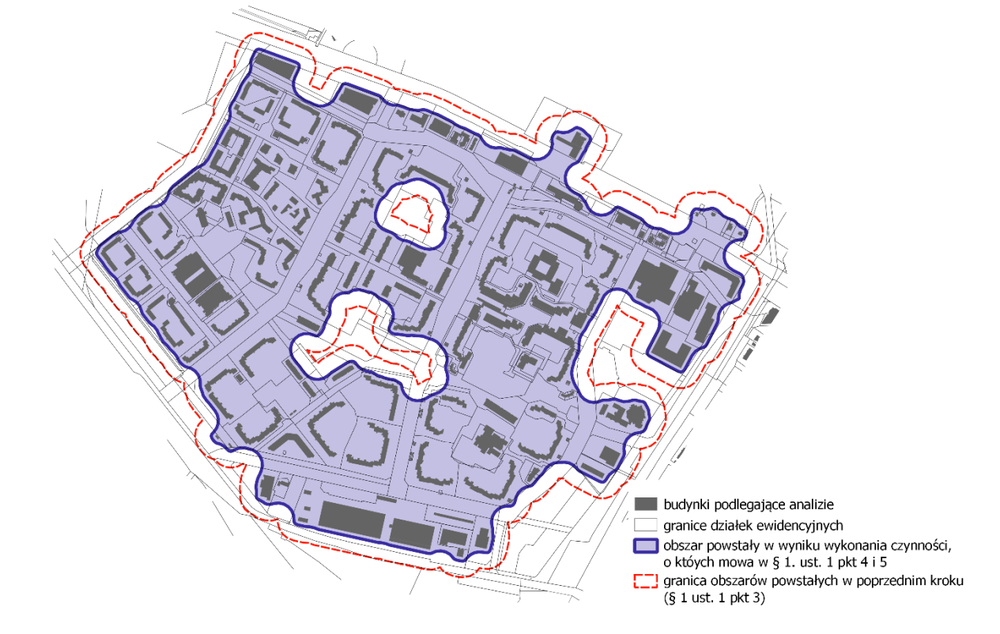 budynki podlegające analizie
granice działek ewidencyjnych
obszar powstały w wyniku wykonania czynności,
o któych mowa w § 1. ust. 1 pkt 4 i 5
granica obszarów powstałych w poprzednim kroku
(§ 1 ust. 1 pkt 3)